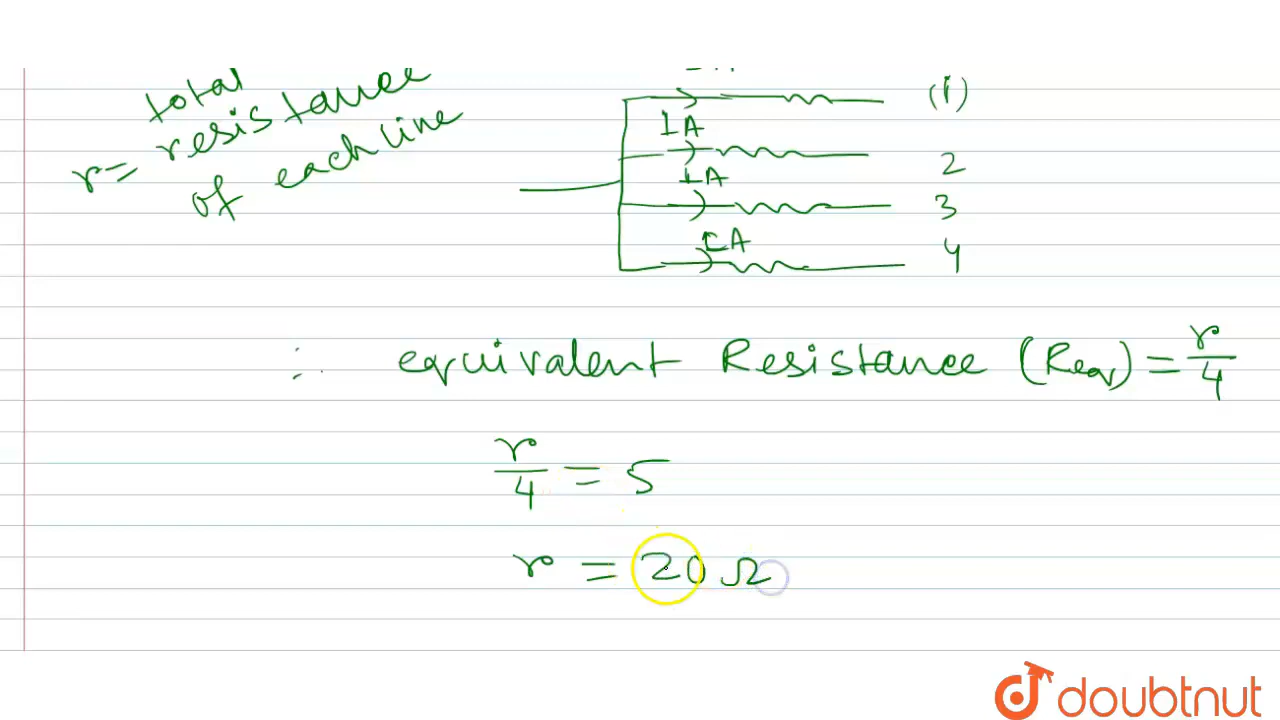 total
r = resistance
of each line
(1)
1A
2
1A
3
1A
4
∴ equivalent Resistance (Req) = r/4
r/4 = 5
r = 20 Ω
doubtnut